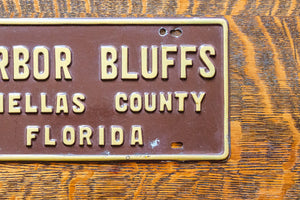 RBOR BLUFFS
ELLAS COUNTY
FLORIDA